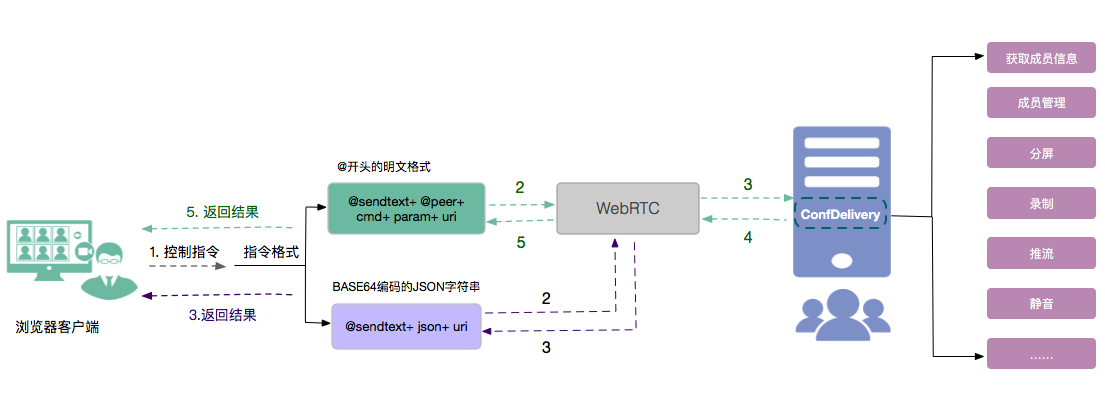 @开头的明文格式
@sendtext+ @peer+
cmd+ param+ uri
5. 返回结果
1. 控制指令
指令格式
3.返回结果
浏览器客户端
BASE64编码的JSON字符串
@sendtext+ json+ uri
2
5
2
3
WebRTC
3
4
ConfDelivery
获取成员信息
成员管理
分屏
录制
推流
静音
......